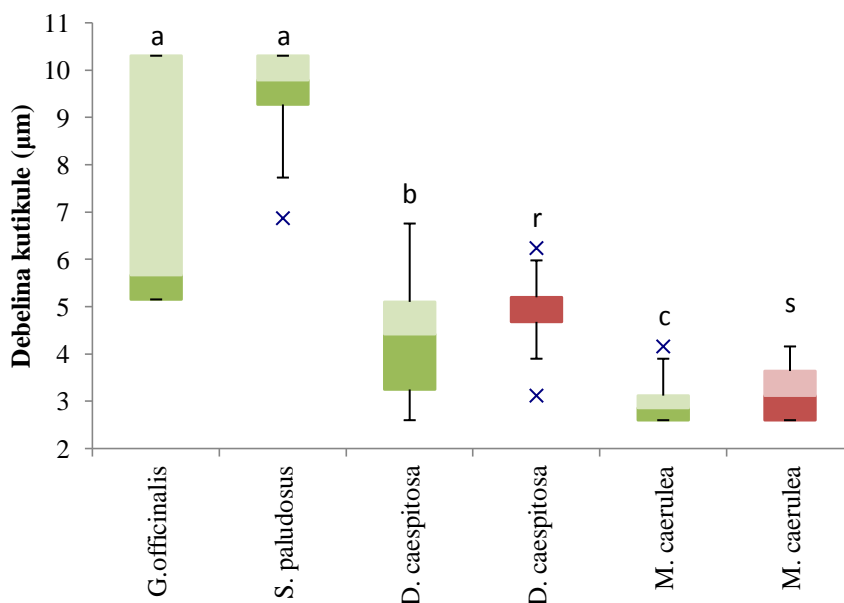 Debelina kutikule (µm)
11
10
9
8
7
6
5
4
3
2
a
a
b
r
c
s
G.officinalis
S. paludosus
D. caespitosa
D. caespitosa
M. caerulea
M. caerulea